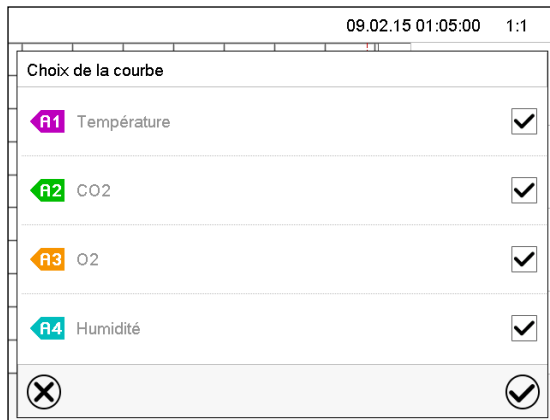 09.02.15 01:05:00 1:1
Choix de la courbe
A1 Température
A2 CO2
A3 O2
A4 Humidité